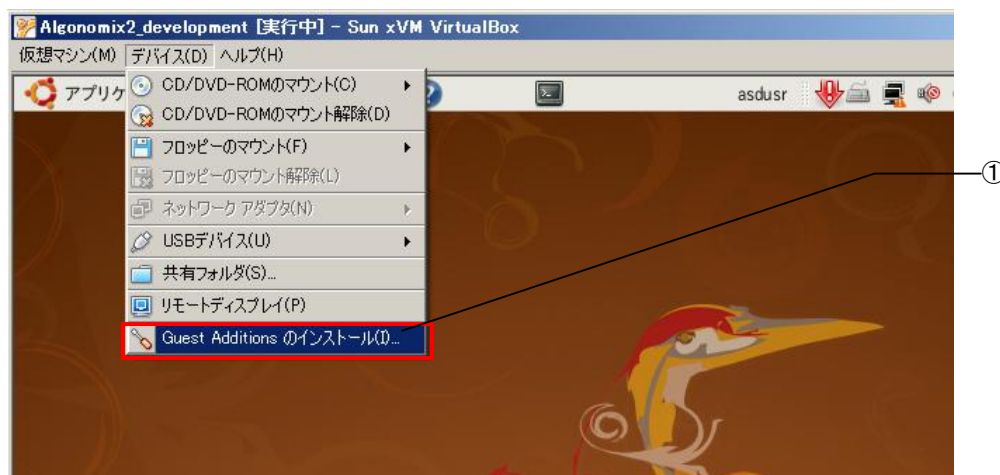 Algonomix2_development [実行中] - Sun xVM VirtualBox
仮想マシン(M) デバイス(D) ヘルプ(H)
アプリケ
asdusr
CD/DVD-ROMのマウント(C)
CD/DVD-ROMのマウント解除(D)
フロッピーのマウント(F)
フロッピーのマウント解除(L)
ネットワーク アダプタ(N)
USBデバイス(U)
共有フォルダ(S)...
リモートディスプレイ(P)
Guest Additions のインストール(I)...
①